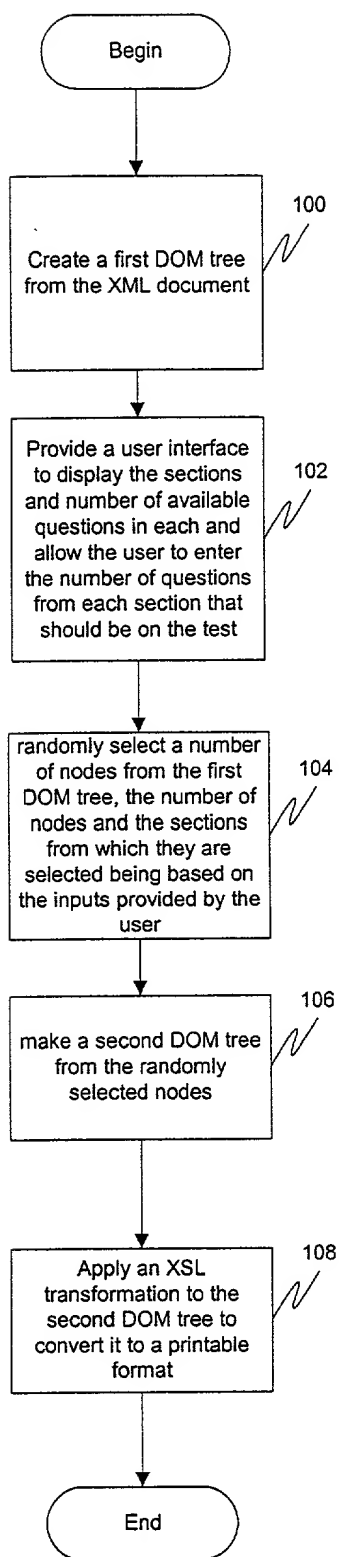 Begin
100
Create a first DOM tree
from the XML document
102
Provide a user interface
to display the sections
and number of available
questions in each and
allow the user to enter
the number of questions
from each section that
should be on the test
104
randomly select a number
of nodes from the first
DOM tree, the number of
nodes and the sections
from which they are
selected being based on
the inputs provided by the
user
106
make a second DOM tree
from the randomly
selected nodes
108
Apply an XSL
transformation to the
second DOM tree to
convert it to a printable
format
End